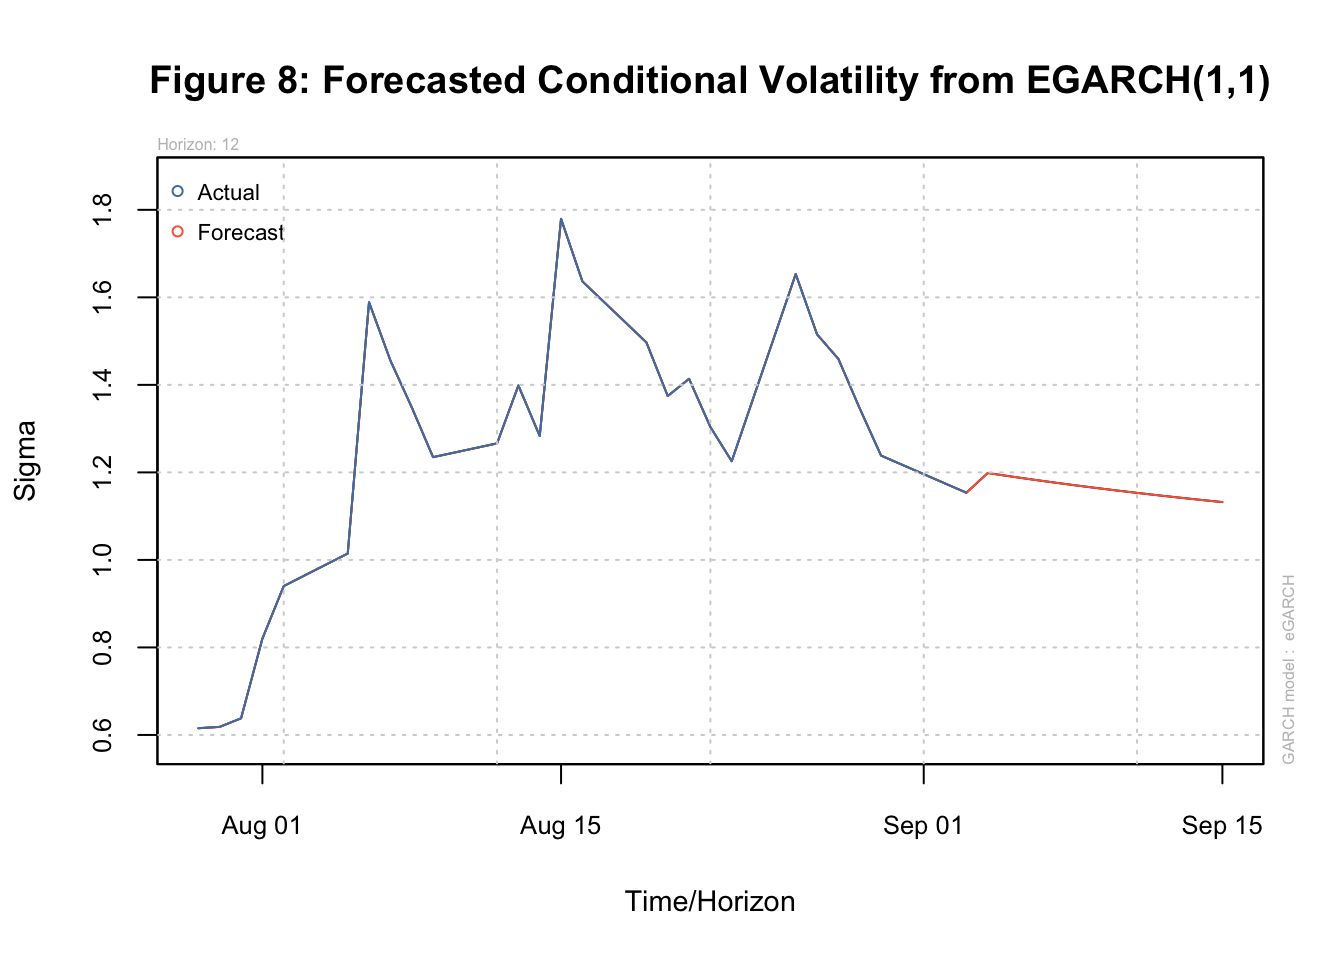 Figure 8: Forecasted Conditional Volatility from EGARCH(1,1)
Horizon: 12
Actual
Forecast
1.8
1.6
1.4
1.2
1.0
0.8
0.6
Sigma
GARCH model : eGARCH
Aug 01
Aug 15
Sep 01
Sep 15
Time/Horizon